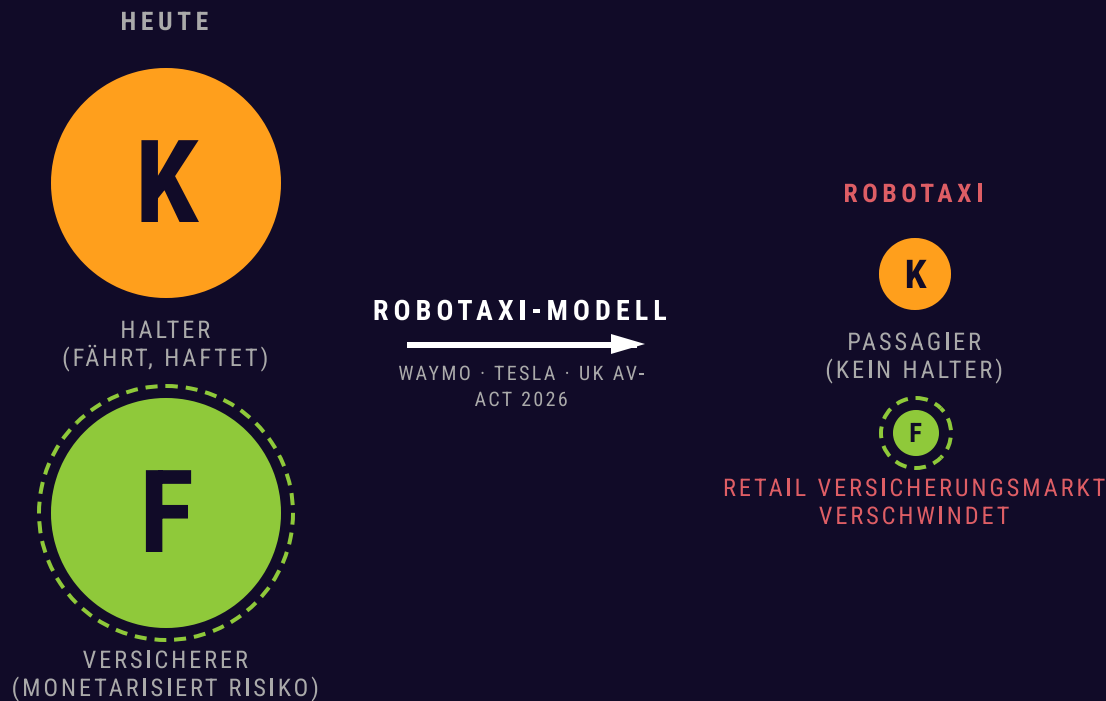 HEUTE
K
HALTER
(FÄHRT, HAFTET)
F
VERSICHERER
(MONETARISIERT RISIKO)
ROBOTAXI-MODELL
WAYMO · TESLA · UK AV-
ACT 2026
ROBOTAXI
K
PASSAGIER
(KEIN HALTER)
F
RETAIL VERSICHERUNGSMARKT
VERSCHWINDET